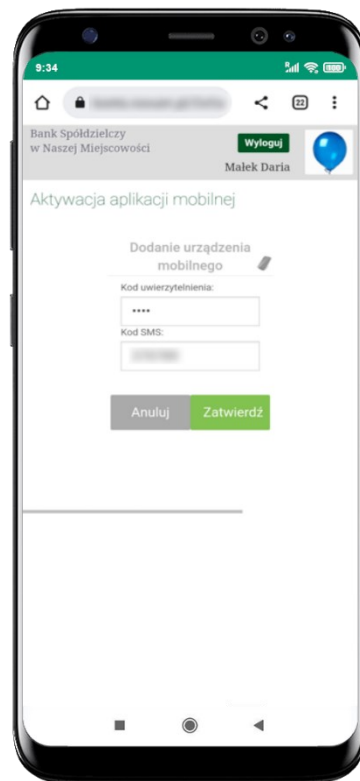 9:34
22
100
Bank Spółdzielczy
w Naszej Miejscowości
Wyloguj
Małek Daria
Aktywacja aplikacji mobilnej
Dodanie urządzenia
mobilnego
Kod uwierzytelnienia:
••••
Kod SMS:
Anuluj
Zatwierdź